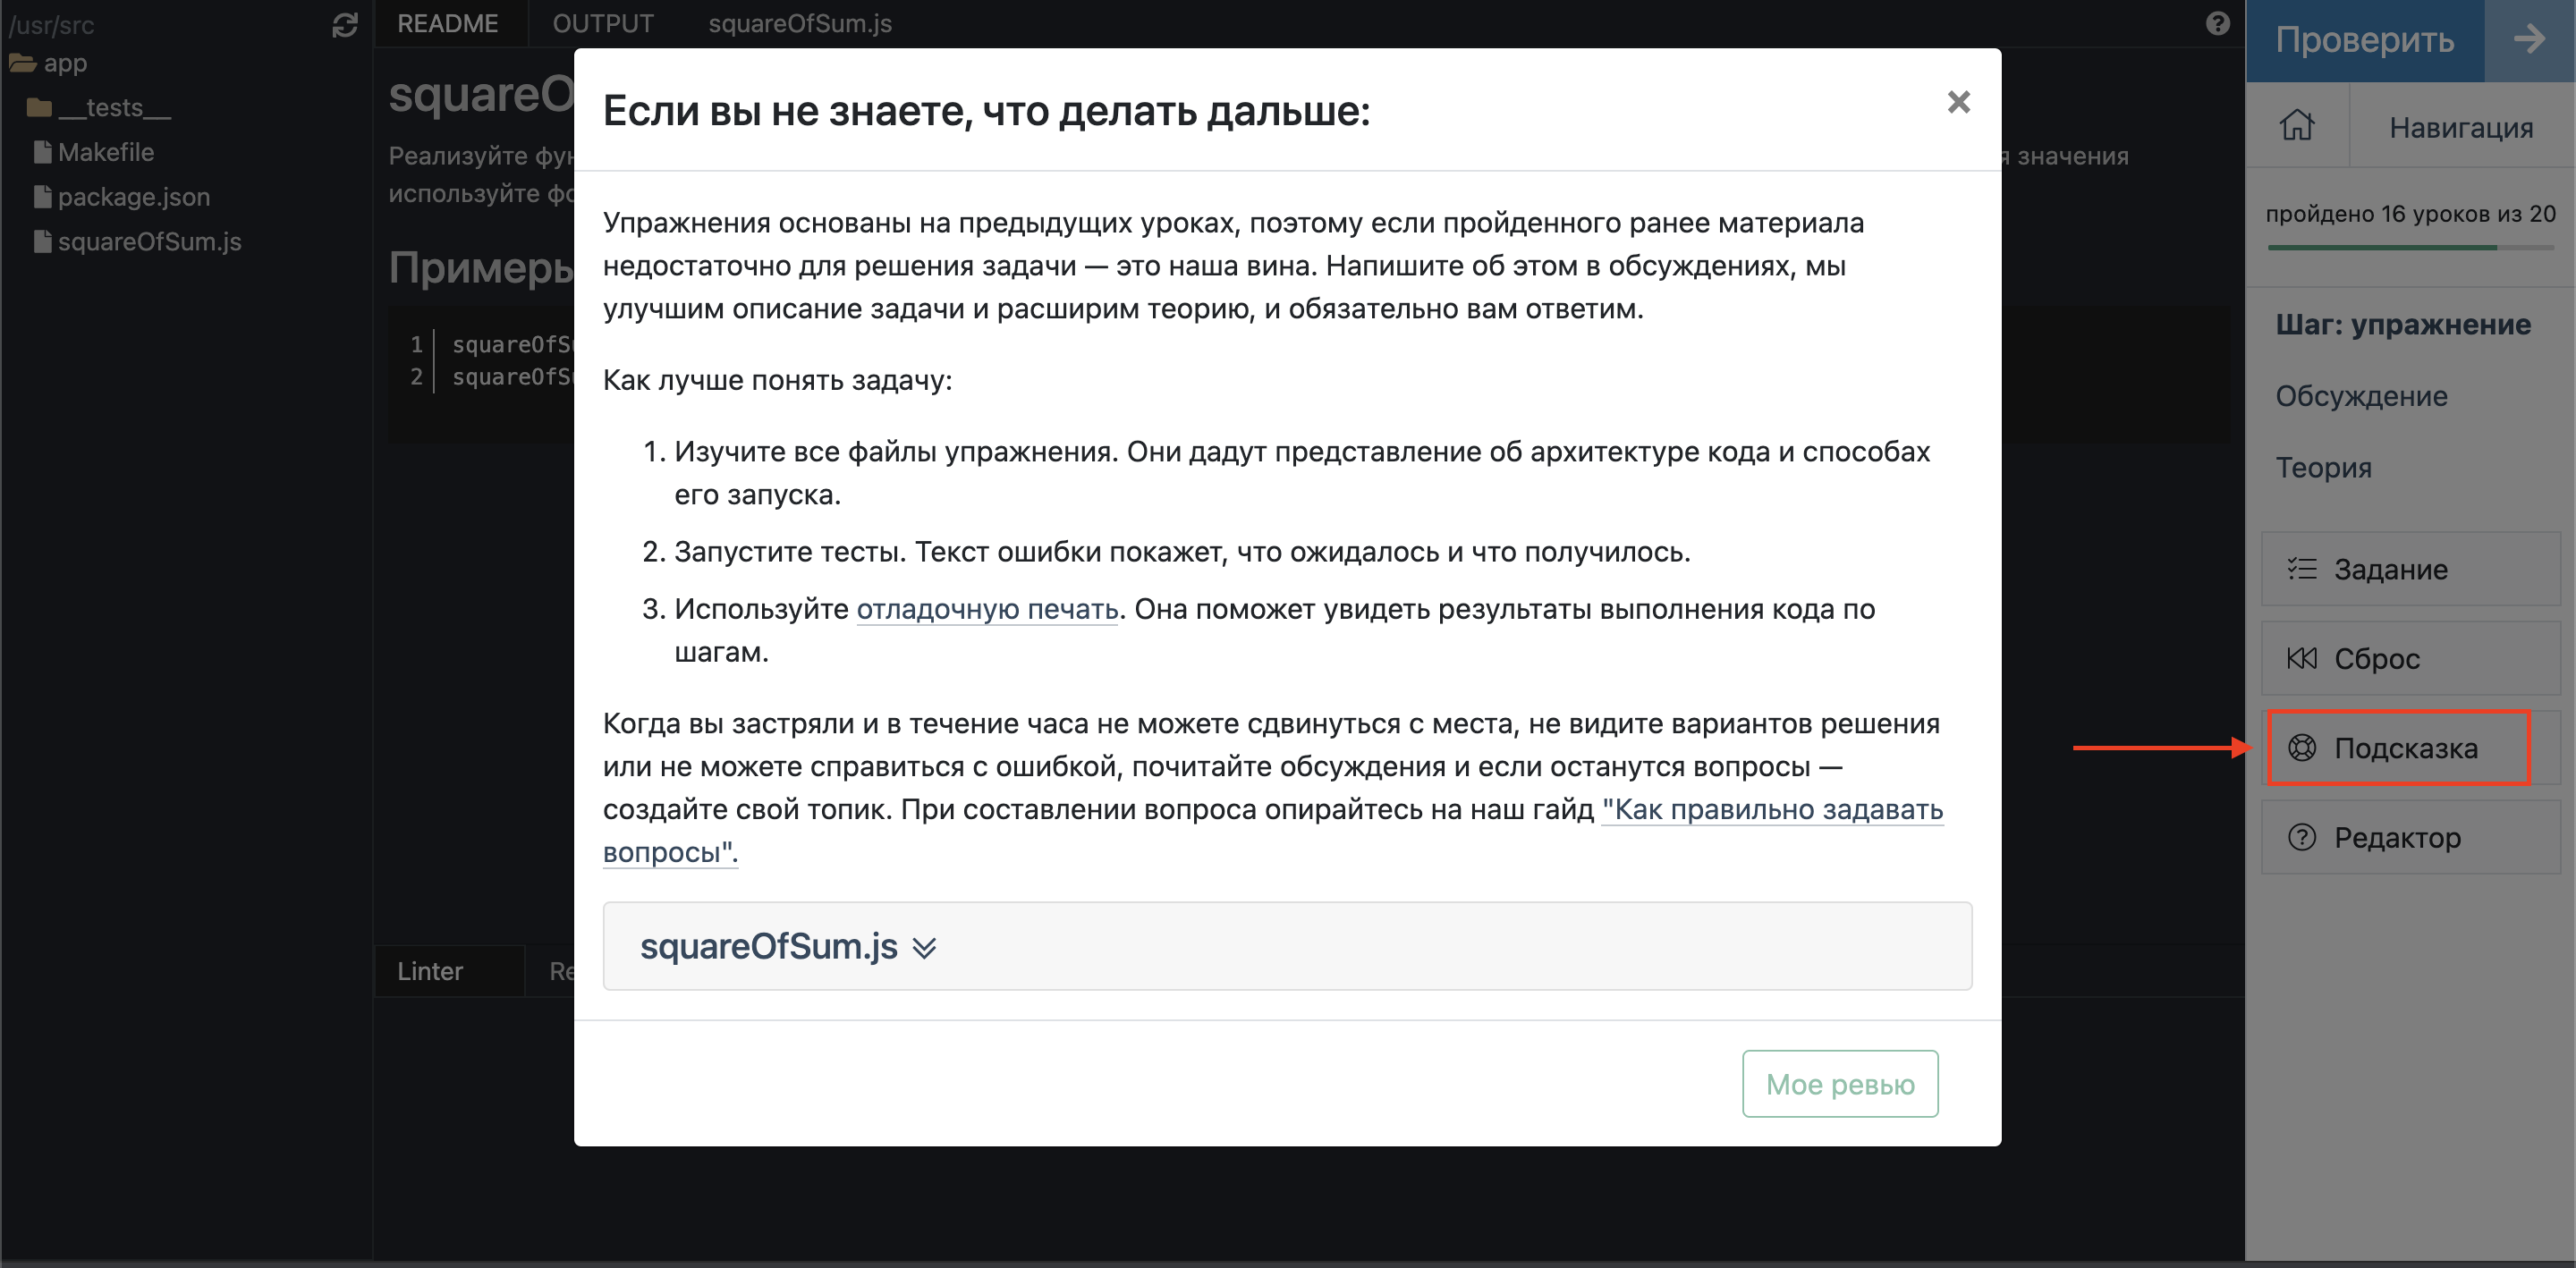 /usr/src
app
__tests__
Makefile
package.json
squareOfSum.js
README
OUTPUT
squareOfSum.js
squareO
Реализуйте фун
я значения
используйте фо
Примеры
1 squareOfSu
2 squareOfSu
Linter
Re
Если вы не знаете, что делать дальше:
Упражнения основаны на предыдущих уроках, поэтому если пройденного ранее материала
недостаточно для решения задачи — это наша вина. Напишите об этом в обсуждениях, мы
улучшим описание задачи и расширим теорию, и обязательно вам ответим.
Как лучше понять задачу:
1. Изучите все файлы упражнения. Они дадут представление об архитектуре кода и способах
его запуска.
2. Запустите тесты. Текст ошибки покажет, что ожидалось и что получилось.
3. Используйте отладочную печать. Она поможет увидеть результаты выполнения кода по
шагам.
Когда вы застряли и в течение часа не можете сдвинуться с места, не видите вариантов решения
или не можете справиться с ошибкой, почитайте обсуждения и если останутся вопросы —
создайте свой топик. При составлении вопроса опирайтесь на наш гайд "Как правильно задавать
вопросы".
squareOfSum.js
Мое ревью
Проверить
Навигация
пройдено 16 уроков из 20
Шаг: упражнение
Обсуждение
Теория
Задание
Сброс
Подсказка
Редактор